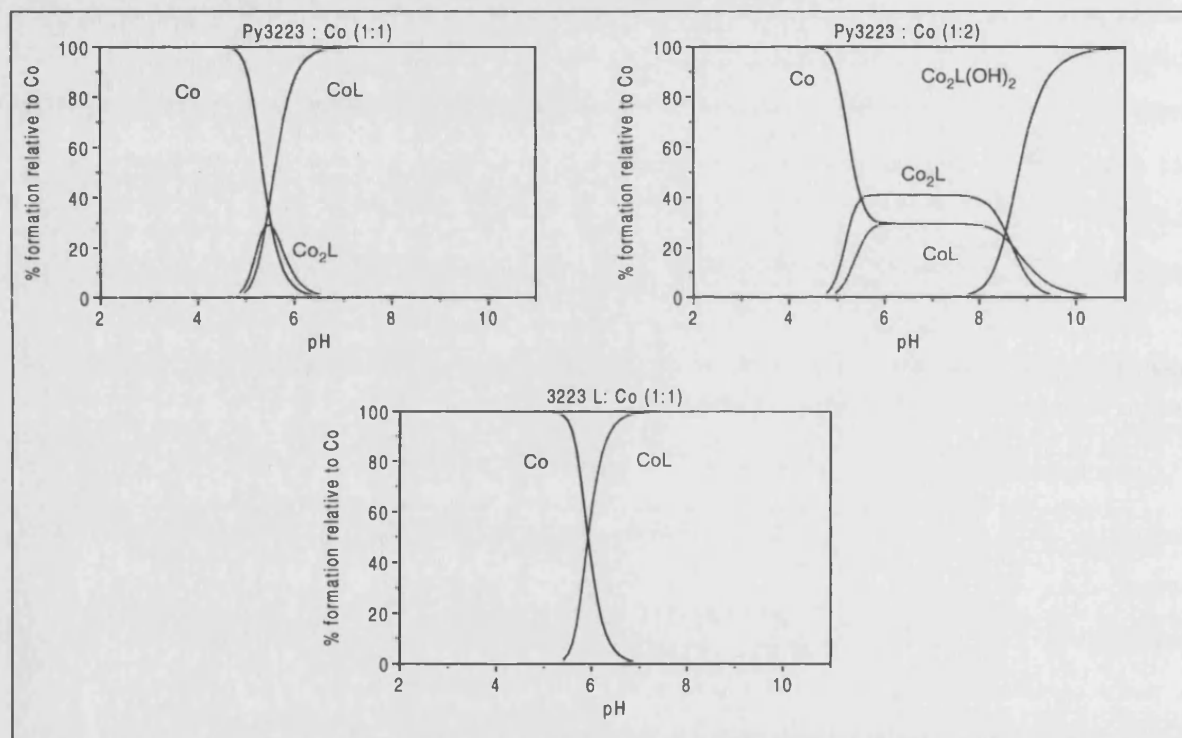 Py3223 : Co (1:1)
% formation relative to Co
100
80
60
40
20
0
Co
CoL
Co₂L
2
4
6
8
10
pH
Py3223 : Co (1:2)
% formation relative to Co
100
80
60
40
20
0
Co
Co₂L(OH)₂
Co₂L
CoL
2
4
6
8
10
pH
3223 L: Co (1:1)
% formation relative to Co
100
80
60
40
20
0
Co
CoL
2
4
6
8
10
pH